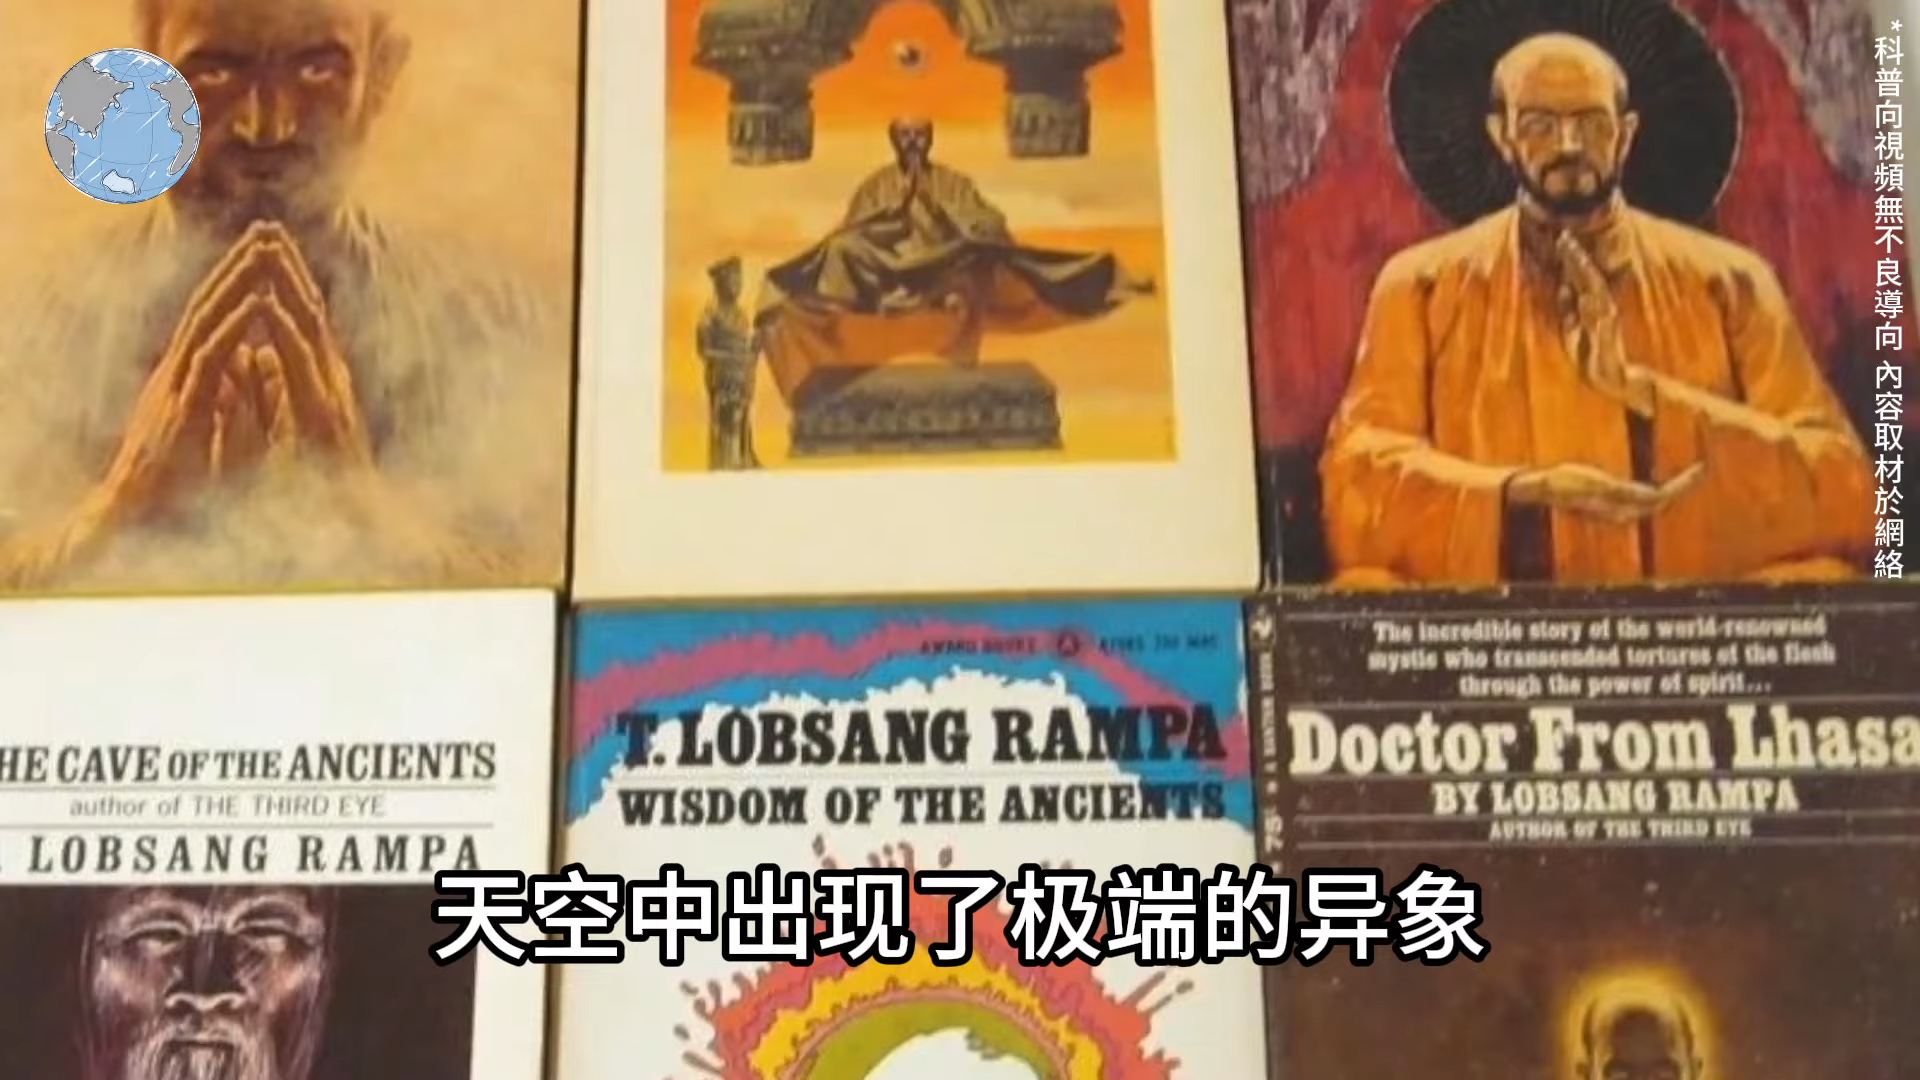 *科普向視頻無不良導向 內容取材於網絡
HE CAVE OF THE ANCIENTS
author of THE THIRD EYE
LOBSANG RAMPA
AWARD BOOKS
T. LOBSANG RAMPA
WISDOM OF THE ANCIENTS
The incredible story of the world-renowned
mystic who transcended tortures of the flesh
through the power of spirit...
Doctor From Lhasa
BY LOBSANG RAMPA
AUTHOR OF THE THIRD EYE
75¢
天空中出现了极端的异象